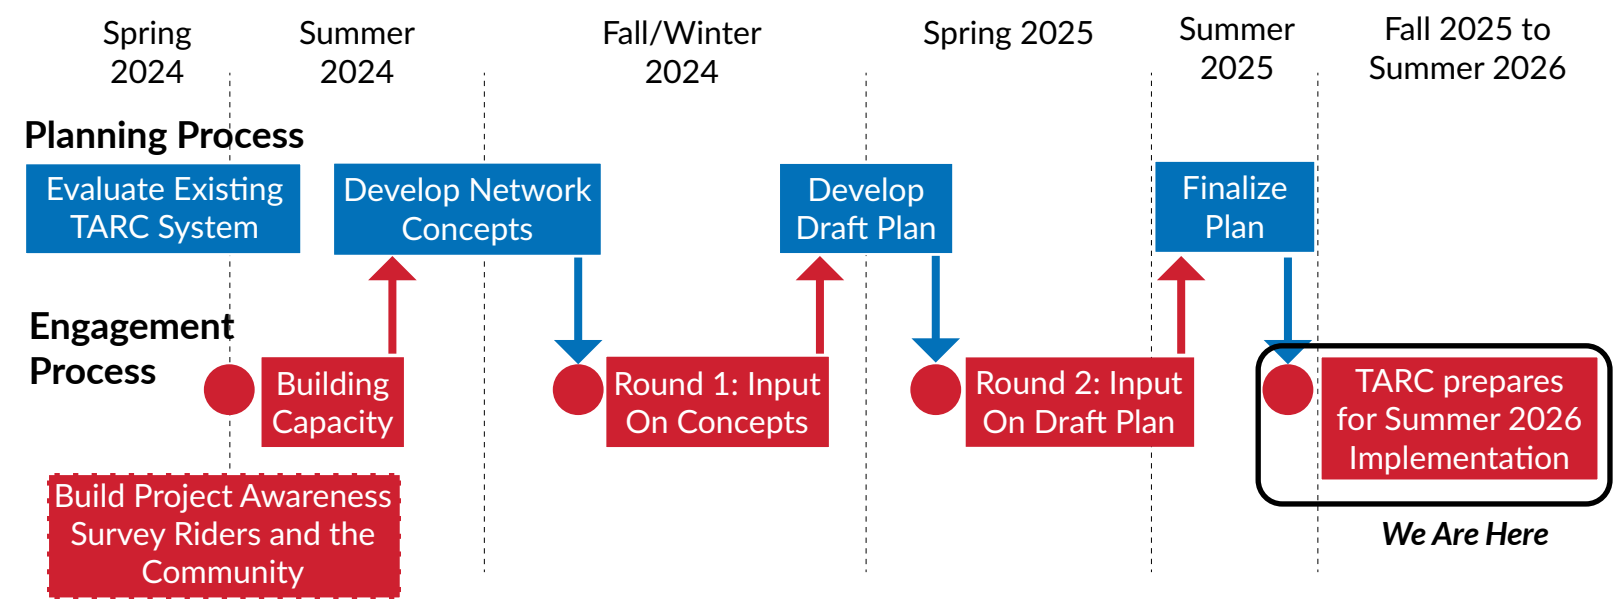 Spring
2024
Summer
2024
Fall/Winter
2024
Spring 2025
Summer
2025
Fall 2025 to
Summer 2026
Planning Process
Evaluate Existing
TARC System
Develop Network
Concepts
Develop
Draft Plan
Finalize
Plan
Engagement
Process
Building
Capacity
Round 1: Input
On Concepts
Round 2: Input
On Draft Plan
TARC prepares
for Summer 2026
Implementation
Build Project Awareness
Survey Riders and the
Community
We Are Here